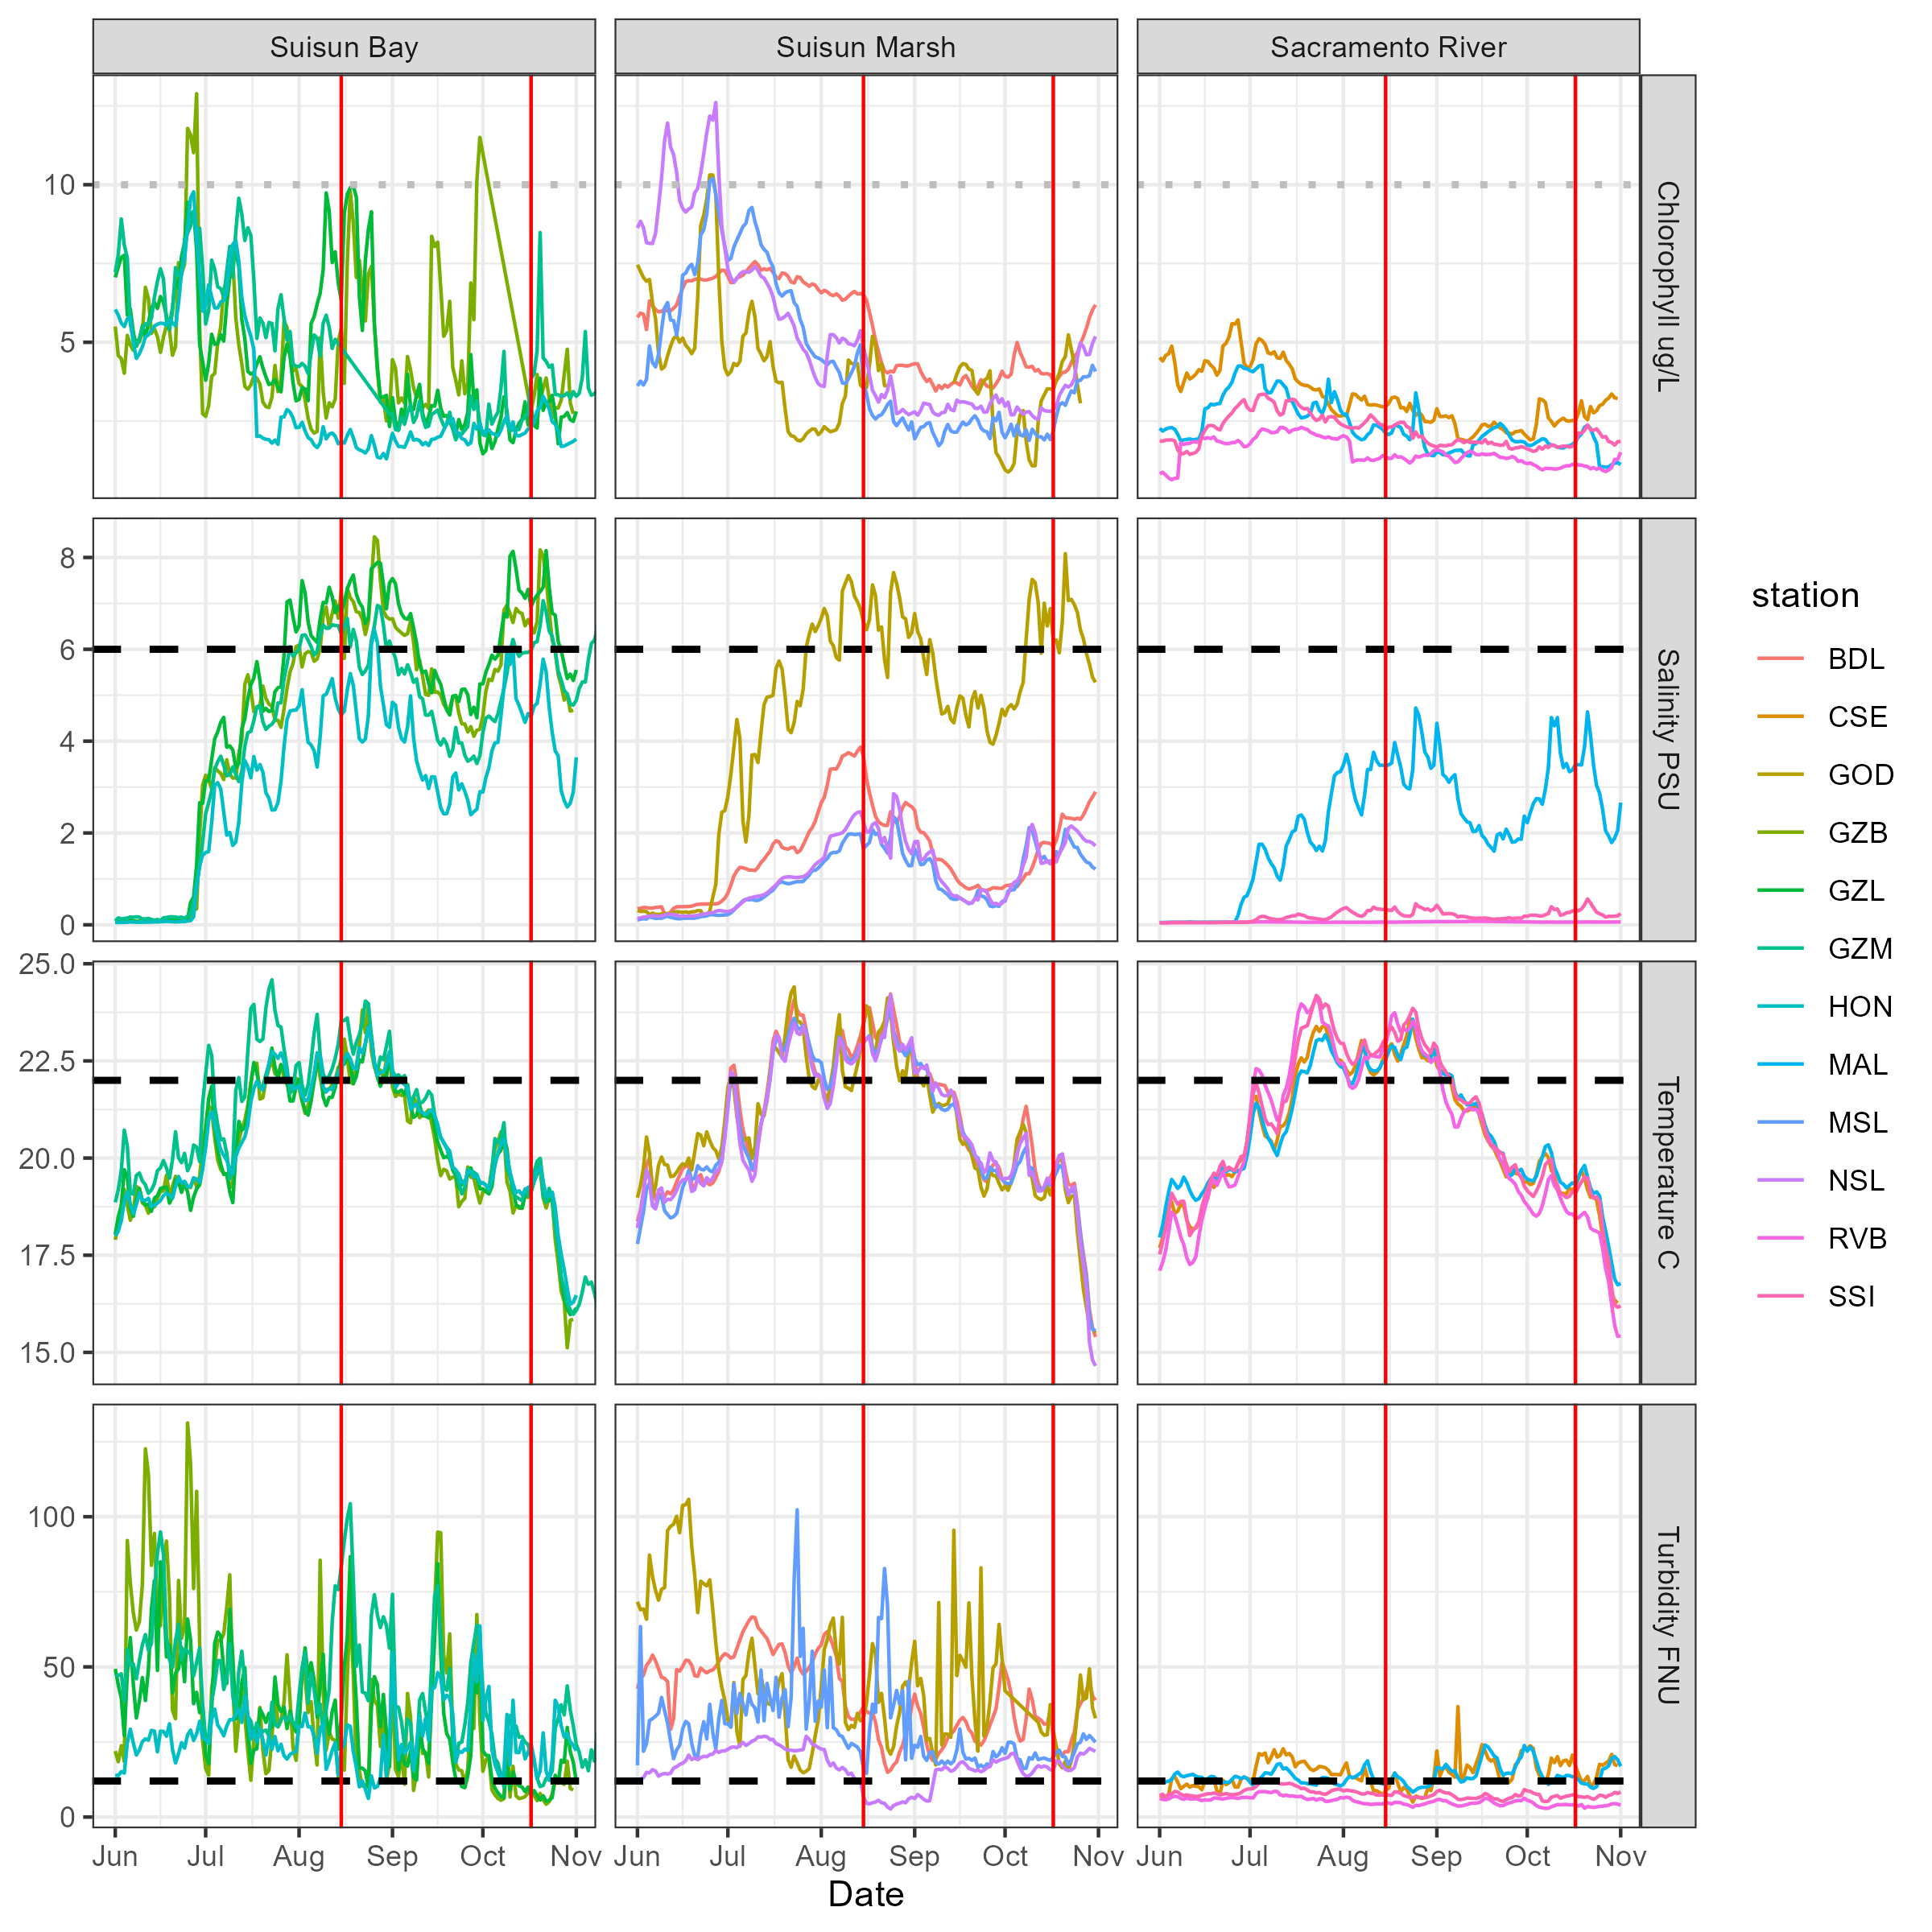 Suisun Bay
Suisun Marsh
Sacramento River
10
5
Chlorophyll ug/L
8
6
4
2
0
Salinity PSU
25.0
22.5
20.0
17.5
15.0
Temperature C
100
50
0
Turbidity FNU
Jun Jul Aug Sep Oct Nov
Jun Jul Aug Sep Oct Nov
Jun Jul Aug Sep Oct Nov
Date
station
BDL
CSE
GOD
GZB
GZL
GZM
HON
MAL
MSL
NSL
RVB
SSI